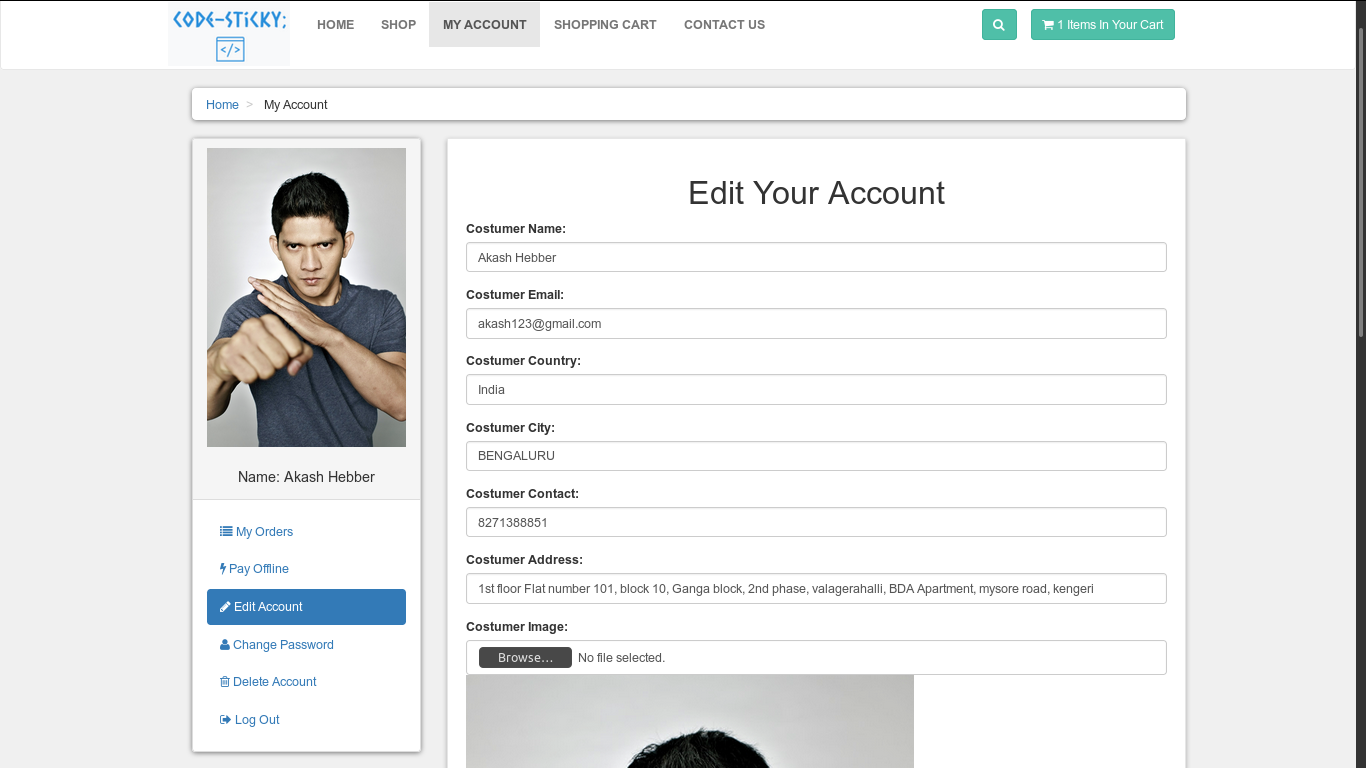 CODE-STICKY;
</>
HOME SHOP MY ACCOUNT SHOPPING CART CONTACT US
1 Items In Your Cart
Home > My Account
Name: Akash Hebber
My Orders
Pay Offline
Edit Account
Change Password
Delete Account
Log Out
Edit Your Account
Costumer Name:
Akash Hebber
Costumer Email:
akash123@gmail.com
Costumer Country:
India
Costumer City:
BENGALURU
Costumer Contact:
8271388851
Costumer Address:
1st floor Flat number 101, block 10, Ganga block, 2nd phase, valagerahalli, BDA Apartment, mysore road, kengeri
Costumer Image:
Browse... No file selected.